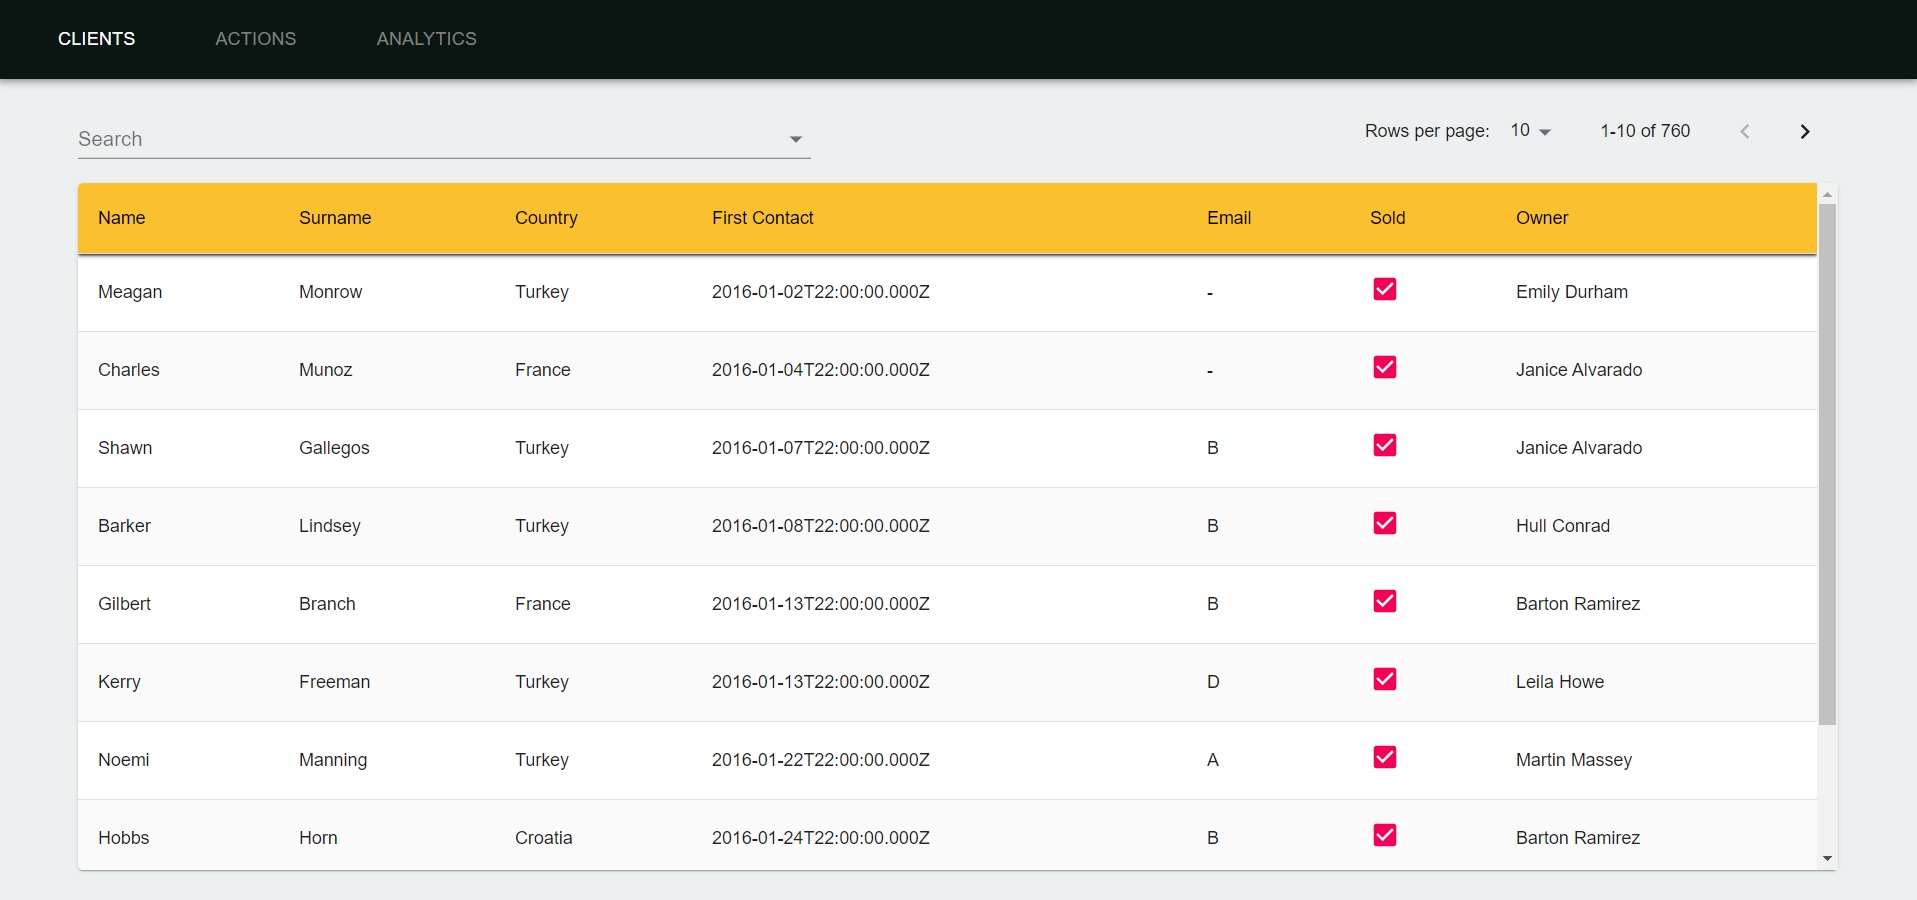 CLIENTS ACTIONS ANALYTICS
Search Rows per page: 10 1-10 of 760
Name Surname Country First Contact Email Sold Owner
Meagan Monrow Turkey 2016-01-02T22:00:00.000Z - Emily Durham
Charles Munoz France 2016-01-04T22:00:00.000Z - Janice Alvarado
Shawn Gallegos Turkey 2016-01-07T22:00:00.000Z B Janice Alvarado
Barker Lindsey Turkey 2016-01-08T22:00:00.000Z B Hull Conrad
Gilbert Branch France 2016-01-13T22:00:00.000Z B Barton Ramirez
Kerry Freeman Turkey 2016-01-13T22:00:00.000Z D Leila Howe
Noemi Manning Turkey 2016-01-22T22:00:00.000Z A Martin Massey
Hobbs Horn Croatia 2016-01-24T22:00:00.000Z B Barton Ramirez